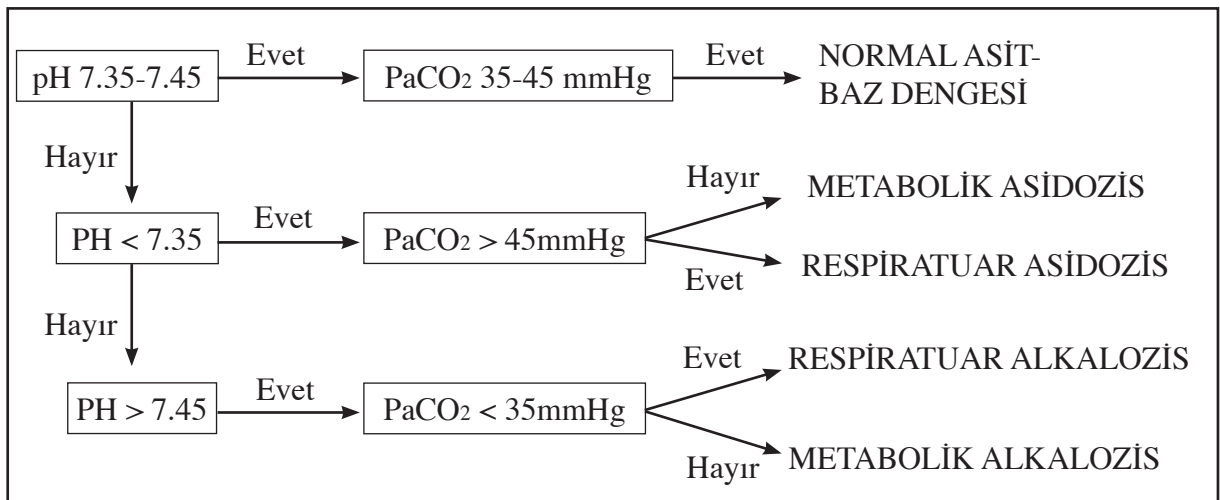 Evet
Evet
pH 7.35-7.45
PaCO2 35-45 mmHg
NORMAL ASİT-
BAZ DENGESİ
Hayır
Hayır
METABOLİK ASİDOZİS
Evet
PH < 7.35
PaCO2 > 45mmHg
Evet
RESPİRATUAR ASİDOZİS
Hayır
Evet
RESPİRATUAR ALKALOZİS
Evet
PH > 7.45
PaCO2 < 35mmHg
Hayır
METABOLİK ALKALOZİS